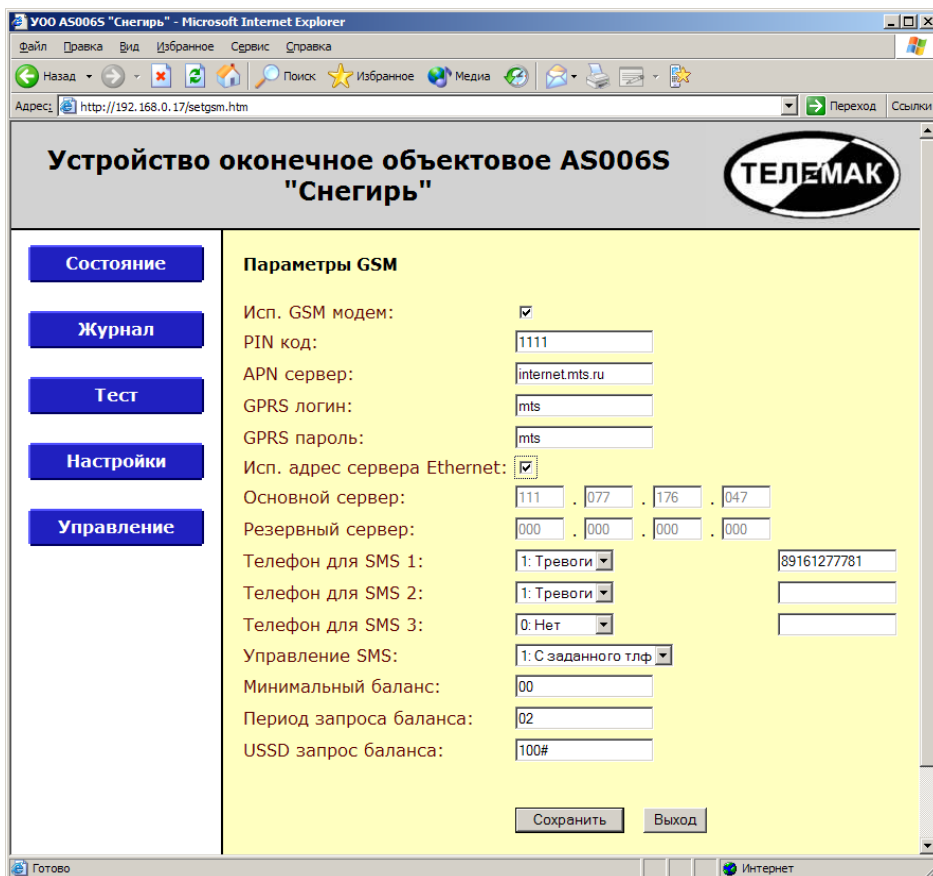 УОО AS006S "Снегирь" - Microsoft Internet Explorer
Файл Правка Вид Избранное Сервис Справка
Назад Поиск Избранное Медиа
Адрес: http://192.168.0.17/setgsm.htm Переход Ссылки
Устройство оконечное объектовое AS006S
"Снегирь"
ТЕЛЕМАК
Состояние
Журнал
Тест
Настройки
Управление
Параметры GSM
Исп. GSM модем:
PIN код: 1111
APN сервер: internet.mts.ru
GPRS логин: mts
GPRS пароль: mts
Исп. адрес сервера Ethernet:
Основной сервер: 111 . 077 . 176 . 047
Резервный сервер: 000 . 000 . 000 . 000
Телефон для SMS 1: 1: Тревоги 89161277781
Телефон для SMS 2: 1: Тревоги
Телефон для SMS 3: 0: Нет
Управление SMS: 1: С заданного тлф
Минимальный баланс: 00
Период запроса баланса: 02
USSD запрос баланса: 100#
Сохранить Выход
Готово Интернет